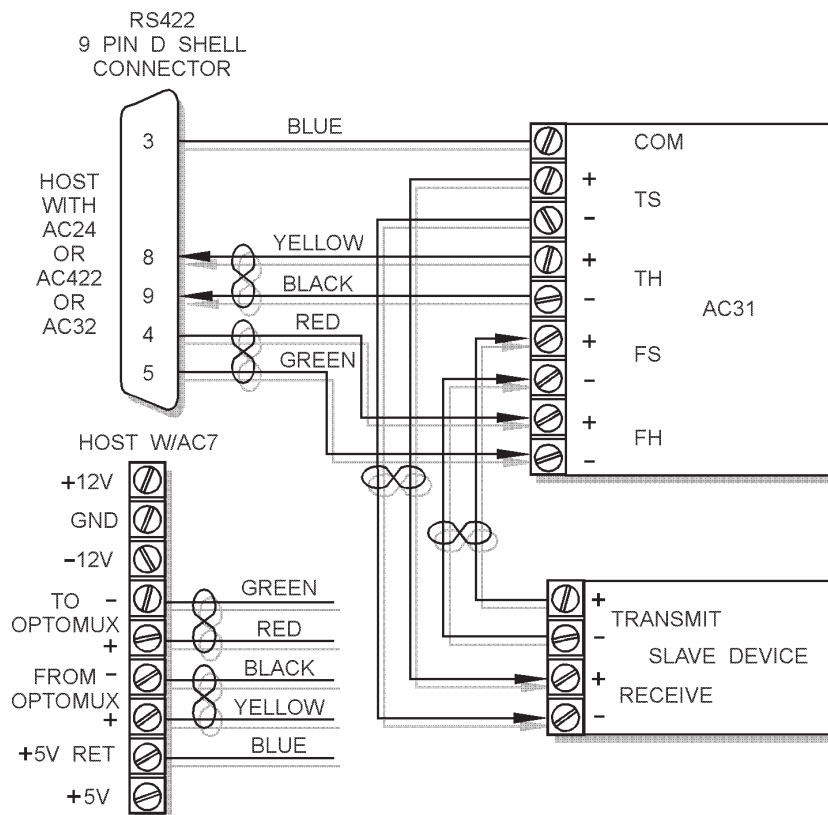 RS422
9 PIN D SHELL
CONNECTOR
3
BLUE
COM
+
TS
-
HOST
WITH
AC24
OR
AC422
OR
AC32
8
YELLOW
+
TH
9
BLACK
-
AC31
4
RED
+
FS
5
GREEN
-
+
FH
-
HOST W/AC7
+12V
GND
-12V
TO -
OPTOMUX
+
GREEN
RED
FROM -
OPTOMUX
+
BLACK
YELLOW
+5V RET
BLUE
+5V
+
TRANSMIT
-
SLAVE DEVICE
+
RECEIVE
-